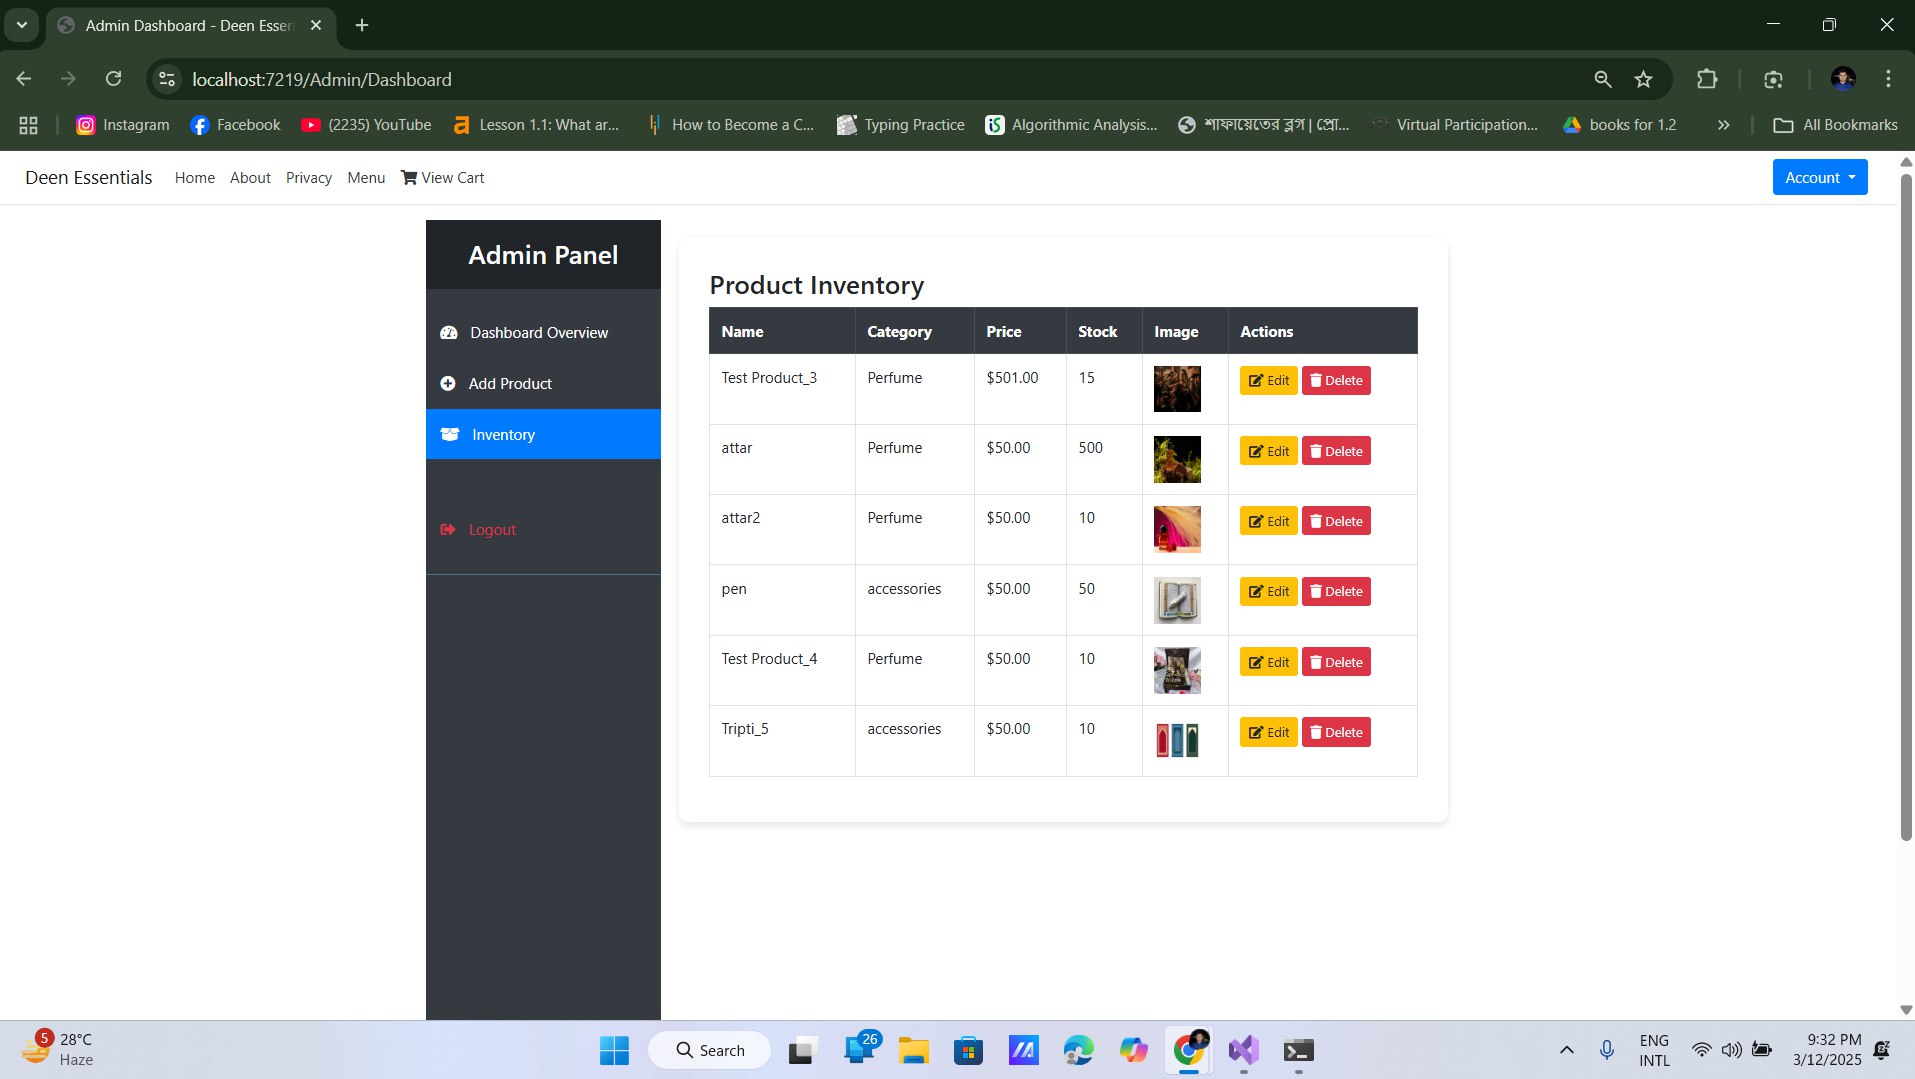 Admin Dashboard - Deen Essen
localhost:7219/Admin/Dashboard
Instagram Facebook (2235) YouTube Lesson 1.1: What ar... How to Become a C... Typing Practice Algorithmic Analysis... শাফায়েতের ব্লগ | প্রো... Virtual Participation... books for 1.2 » All Bookmarks
Deen Essentials Home About Privacy Menu View Cart Account
Admin Panel
Dashboard Overview
Add Product
Inventory
Logout
Product Inventory
Name Category Price Stock Image Actions
Test Product_3 Perfume $501.00 15 Edit Delete
attar Perfume $50.00 500 Edit Delete
attar2 Perfume $50.00 10 Edit Delete
pen accessories $50.00 50 Edit Delete
Test Product_4 Perfume $50.00 10 Edit Delete
Tripti_5 accessories $50.00 10 Edit Delete
5 28°C
Haze
Search
26
ENG
INTL
9:32 PM
3/12/2025